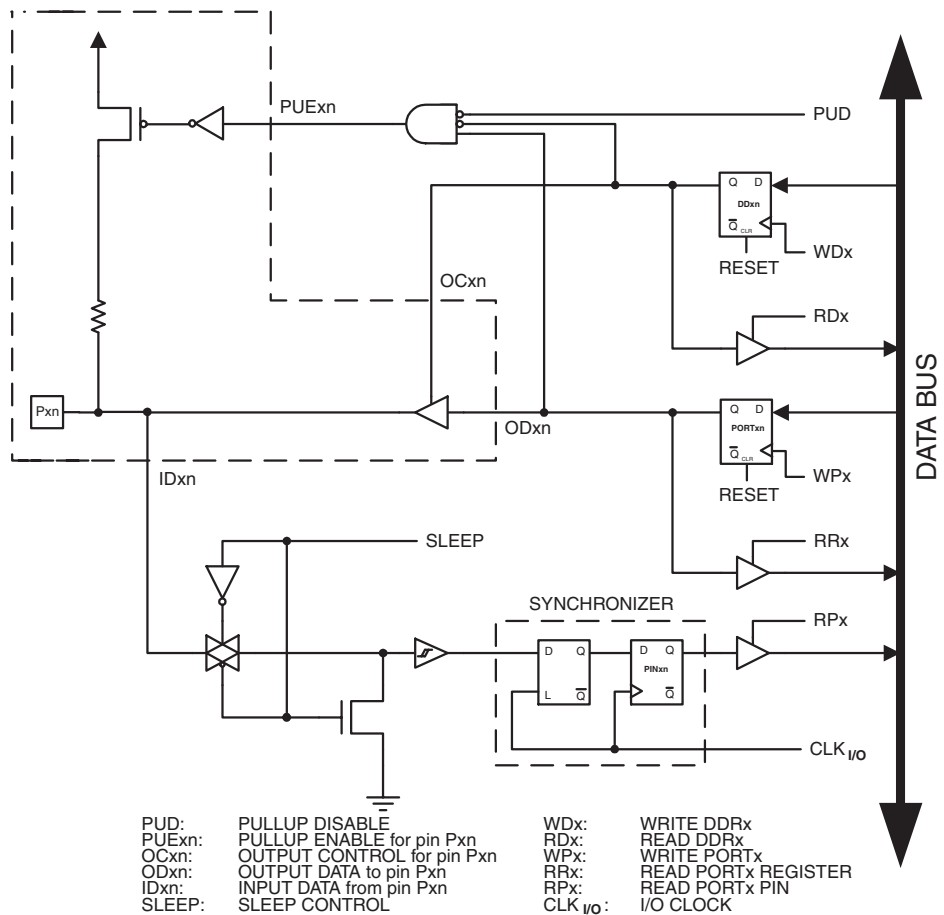 PUExn
PUD
Q D
DDxn
Q CLR
WDx
RESET
OCxn
RDx
Pxn
ODxn
Q D
PORTxn
Q CLR
WPx
RESET
IDxn
DATA BUS
SLEEP
RRx
SYNCHRONIZER
RPx
D Q
L Q
D Q
PINxn
Q
CLK I/O
PUD: PULLUP DISABLE
PUExn: PULLUP ENABLE for pin Pxn
OCxn: OUTPUT CONTROL for pin Pxn
ODxn: OUTPUT DATA to pin Pxn
IDxn: INPUT DATA from pin Pxn
SLEEP: SLEEP CONTROL
WDx: WRITE DDRx
RDx: READ DDRx
WPx: WRITE PORTx
RRx: READ PORTx REGISTER
RPx: READ PORTx PIN
CLK I/O: I/O CLOCK